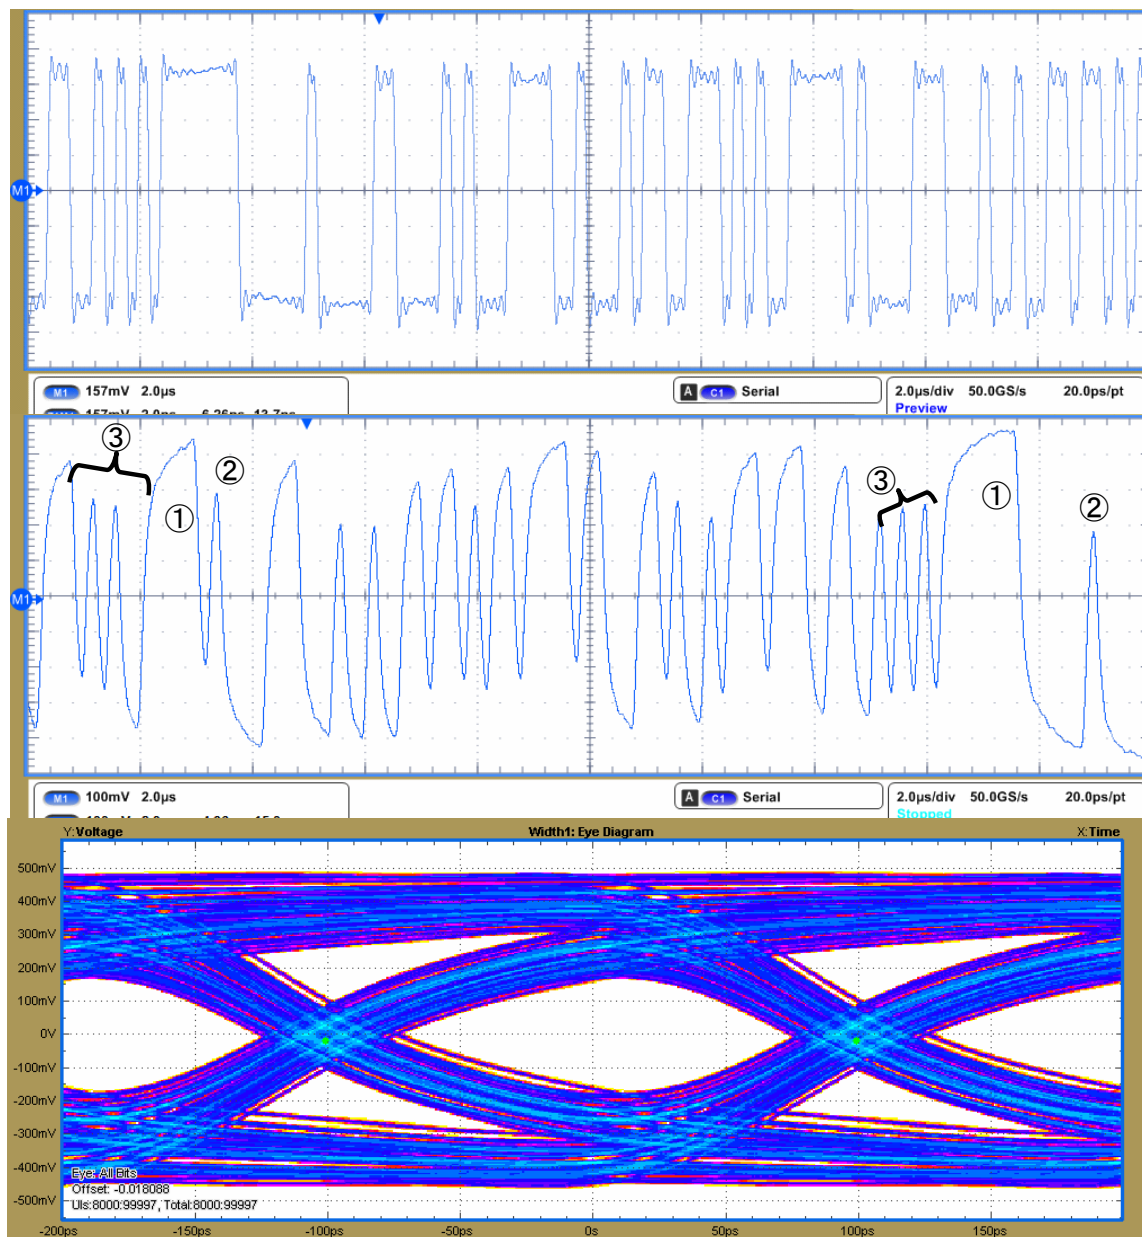 M1
M1 157mV 2.0µs
A C1 Serial
2.0µs/div 50.0GS/s 20.0ps/pt
Preview
③
②
①
③
①
②
M1
M1 100mV 2.0µs
A C1 Serial
2.0µs/div 50.0GS/s 20.0ps/pt
Stopped
Y:Voltage Width1: Eye Diagram X:Time
500mV
400mV
300mV
200mV
100mV
0V
-100mV
-200mV
-300mV
-400mV
-500mV
Eye: All Bits
Offset: -0.018088
UIs:8000:99997, Total:8000:99997
-200ps -150ps -100ps -50ps 0s 50ps 100ps 150ps